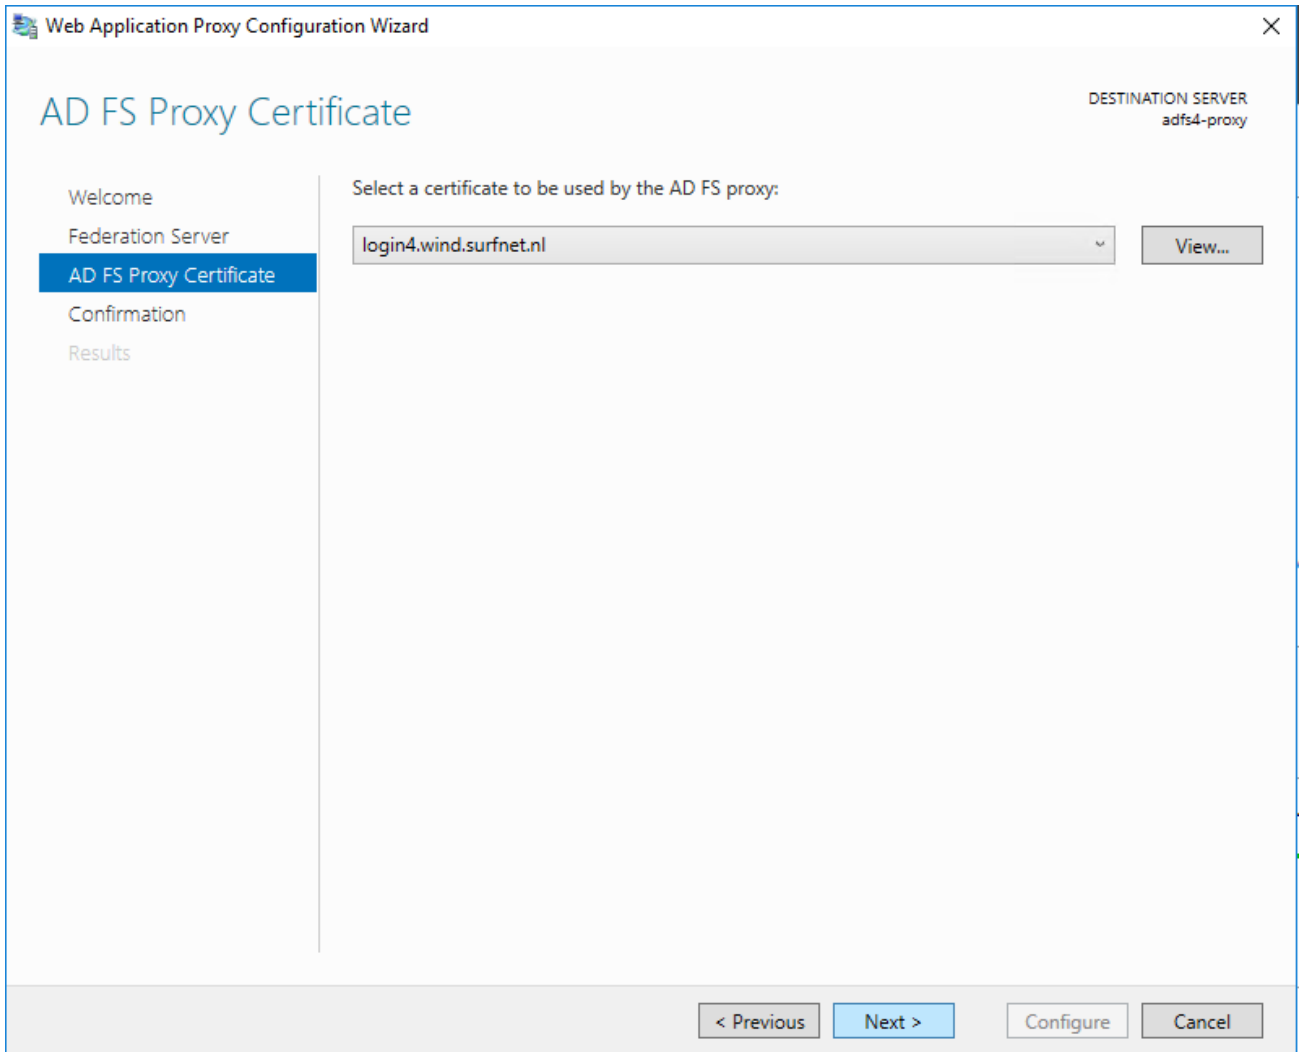 Web Application Proxy Configuration Wizard
AD FS Proxy Certificate
DESTINATION SERVER
adfs4-proxy
Welcome
Federation Server
AD FS Proxy Certificate
Confirmation
Results
Select a certificate to be used by the AD FS proxy:
login4.wind.surfnet.nl
View...
< Previous
Next >
Configure
Cancel